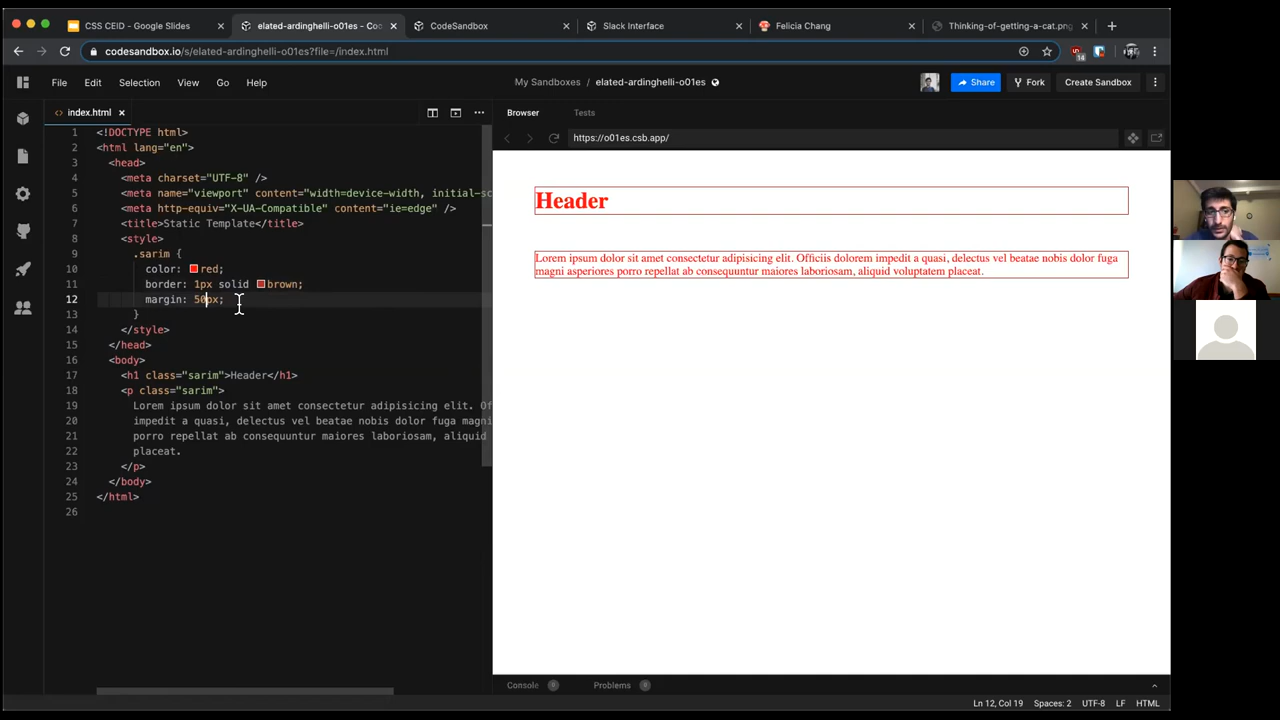 CSS CEID - Google Slides
elated-ardinghelli-o01es - Co
CodeSandbox
Slack Interface
Felicia Chang
Thinking-of-getting-a-cat.png
codesandbox.io/s/elated-ardinghelli-o01es?file=/index.html
14
File Edit Selection View Go Help
My Sandboxes / elated-ardinghelli-o01es
Share
Fork
Create Sandbox
index.html
Browser
Tests
https://o01es.csb.app/
1 <!DOCTYPE html>
2 <html lang="en">
3 <head>
4 <meta charset="UTF-8" />
5 <meta name="viewport" content="width=device-width, initial-sc
6 <meta http-equiv="X-UA-Compatible" content="ie=edge" />
7 <title>Static Template</title>
8 <style>
9 .sarim {
10 color: red;
11 border: 1px solid brown;
12 margin: 50px;
13 }
14 </style>
15 </head>
16 <body>
17 <h1 class="sarim">Header</h1>
18 <p class="sarim">
19 Lorem ipsum dolor sit amet consectetur adipisicing elit. Of
20 impedit a quasi, delectus vel beatae nobis dolor fuga magni
21 porro repellat ab consequuntur maiores laboriosam, aliquid
22 placeat.
23 </p>
24 </body>
25 </html>
26
Header
Lorem ipsum dolor sit amet consectetur adipisicing elit. Officiis dolorem impedit a quasi, delectus vel beatae nobis dolor fuga
magni asperiores porro repellat ab consequuntur maiores laboriosam, aliquid voluptatem placeat.
Console 0
Problems 0
Ln 12, Col 19 Spaces: 2 UTF-8 LF HTML